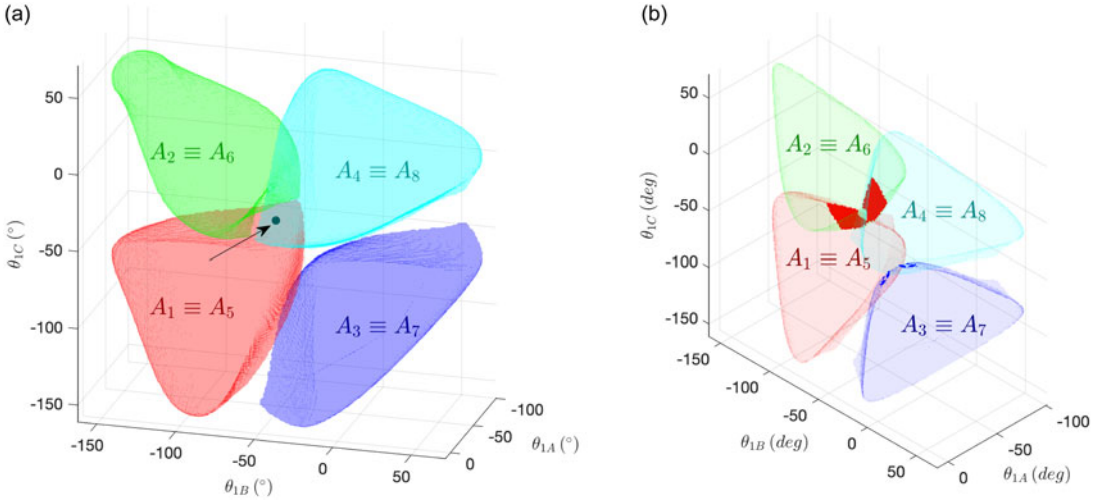 (a)
50
0
-50
-100
-150
θ1C (°)
A2 ≡ A6
A4 ≡ A8
A1 ≡ A5
A3 ≡ A7
-150
-100
-50
0
50
θ1B (°)
-100
-50
0
θ1A (°)
(b)
50
0
-50
-100
-150
θ1C (deg)
A2 ≡ A6
A4 ≡ A8
A1 ≡ A5
A3 ≡ A7
-150
-100
-50
0
50
θ1B (deg)
-100
-50
0
θ1A (deg)